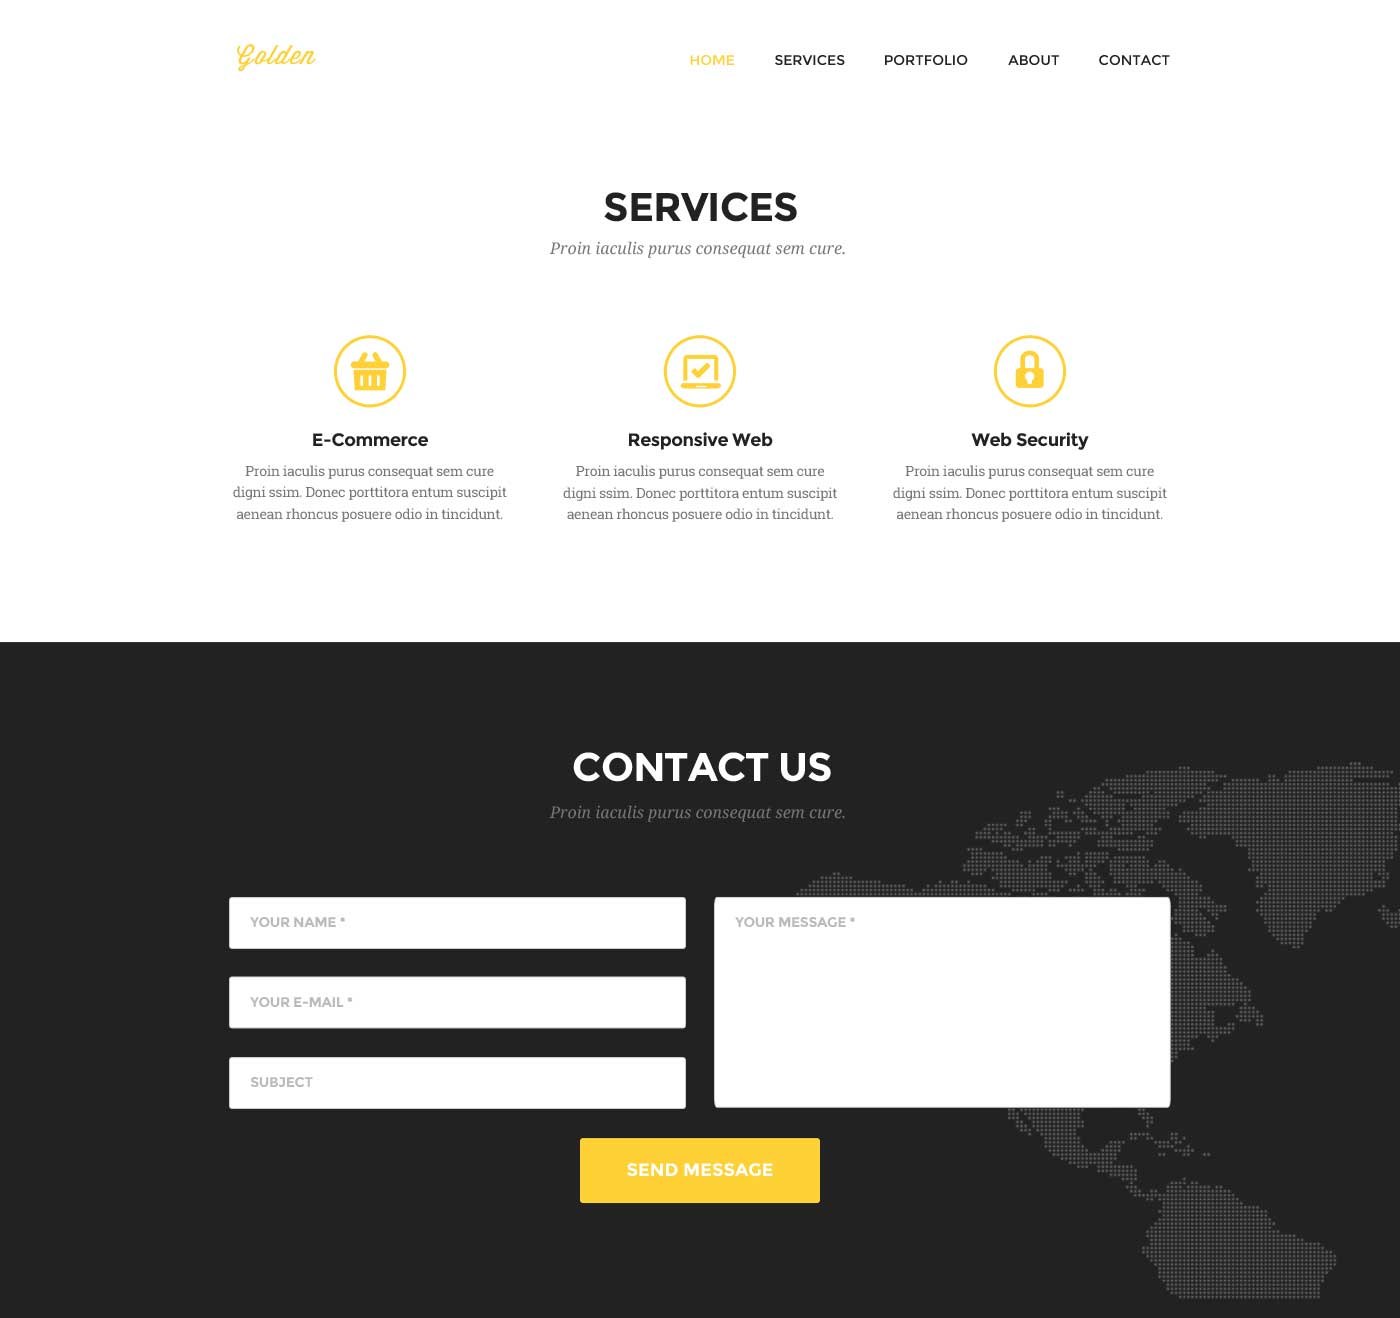 Golden
HOME SERVICES PORTFOLIO ABOUT CONTACT
SERVICES
Proin iaculis purus consequat sem cure.
E-Commerce
Proin iaculis purus consequat sem cure
digni ssim. Donec porttitora entum suscipit
aenean rhoncus posuere odio in tincidunt.
Responsive Web
Proin iaculis purus consequat sem cure
digni ssim. Donec porttitora entum suscipit
aenean rhoncus posuere odio in tincidunt.
Web Security
Proin iaculis purus consequat sem cure
digni ssim. Donec porttitora entum suscipit
aenean rhoncus posuere odio in tincidunt.
CONTACT US
Proin iaculis purus consequat sem cure.
YOUR NAME *
YOUR E-MAIL *
SUBJECT
YOUR MESSAGE *
SEND MESSAGE